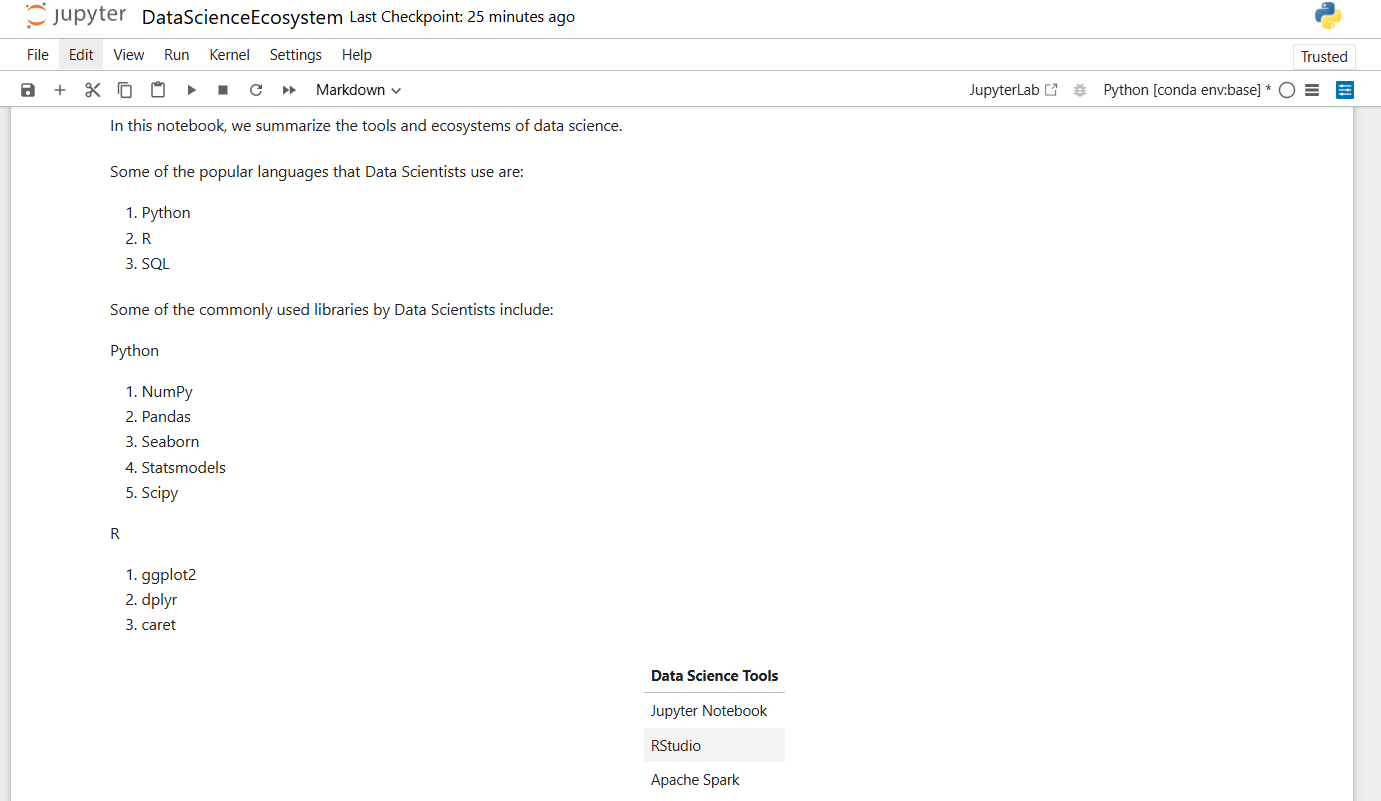 jupyter DataScienceEcosystem Last Checkpoint: 25 minutes ago
File Edit View Run Kernel Settings Help Trusted
Markdown JupyterLab Python [conda env:base] *
In this notebook, we summarize the tools and ecosystems of data science.
Some of the popular languages that Data Scientists use are:
1. Python
2. R
3. SQL
Some of the commonly used libraries by Data Scientists include:
Python
1. NumPy
2. Pandas
3. Seaborn
4. Statsmodels
5. Scipy
R
1. ggplot2
2. dplyr
3. caret
Data Science Tools
Jupyter Notebook
RStudio
Apache Spark